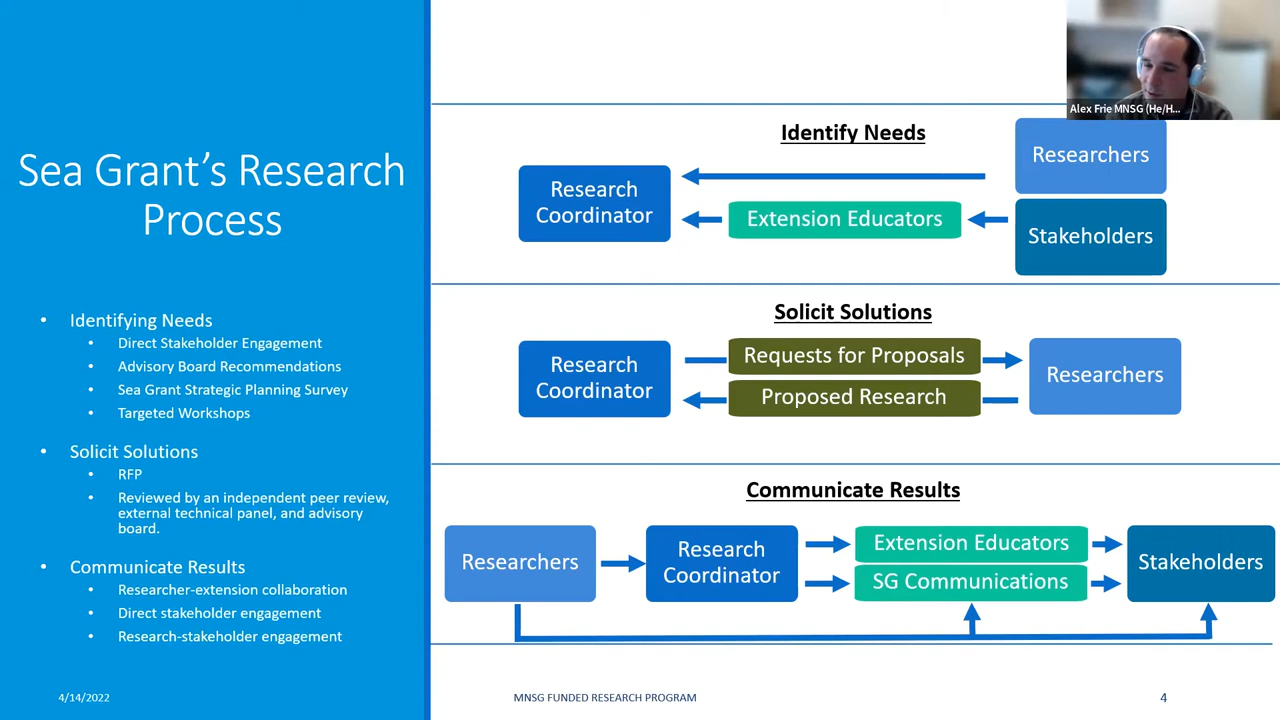 Sea Grant's Research
Process
• Identifying Needs
• Direct Stakeholder Engagement
• Advisory Board Recommendations
• Sea Grant Strategic Planning Survey
• Targeted Workshops
• Solicit Solutions
• RFP
• Reviewed by an independent peer review,
external technical panel, and advisory
board.
• Communicate Results
• Researcher-extension collaboration
• Direct stakeholder engagement
• Research-stakeholder engagement
4/14/2022
Alex Frie MNSG (He/H...
Identify Needs
Researchers
Research
Coordinator
Extension Educators
Stakeholders
Solicit Solutions
Research
Coordinator
Requests for Proposals
Proposed Research
Researchers
Communicate Results
Researchers
Research
Coordinator
Extension Educators
SG Communications
Stakeholders
MNSG FUNDED RESEARCH PROGRAM
4